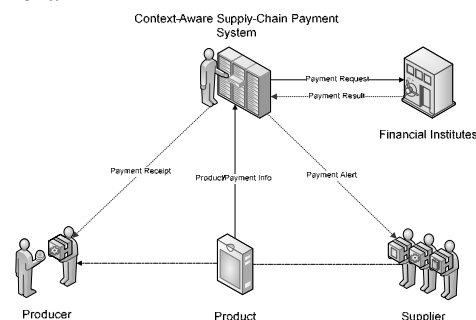 Context-Aware Supply-Chain Payment
System
Payment Request
Payment Result
Financial Institutes
Payment Receipt
Product/Payment Info
Payment Alert
Producer
Product
Supplier